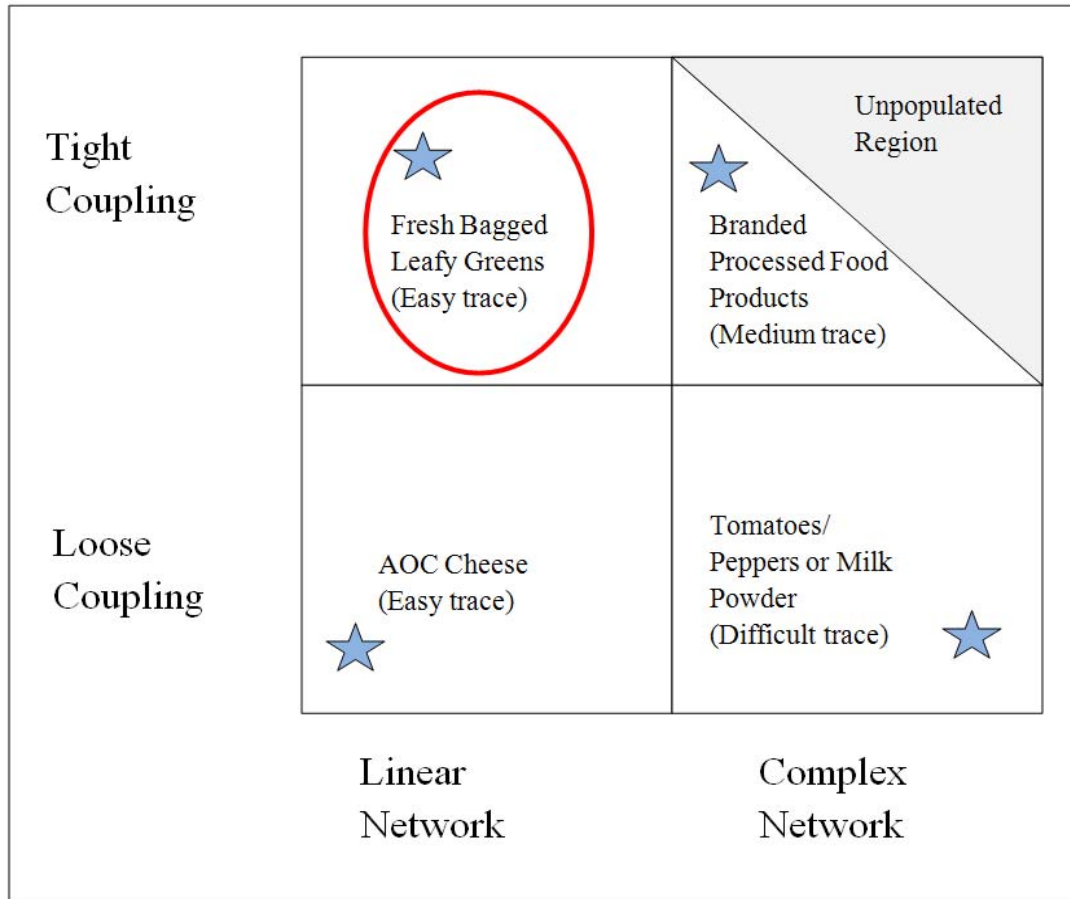 Tight
Coupling
Fresh Bagged
Leafy Greens
(Easy trace)
Branded
Processed Food
Products
(Medium trace)
Unpopulated
Region
Loose
Coupling
AOC Cheese
(Easy trace)
Tomatoes/
Peppers or Milk
Powder
(Difficult trace)
Linear
Network
Complex
Network